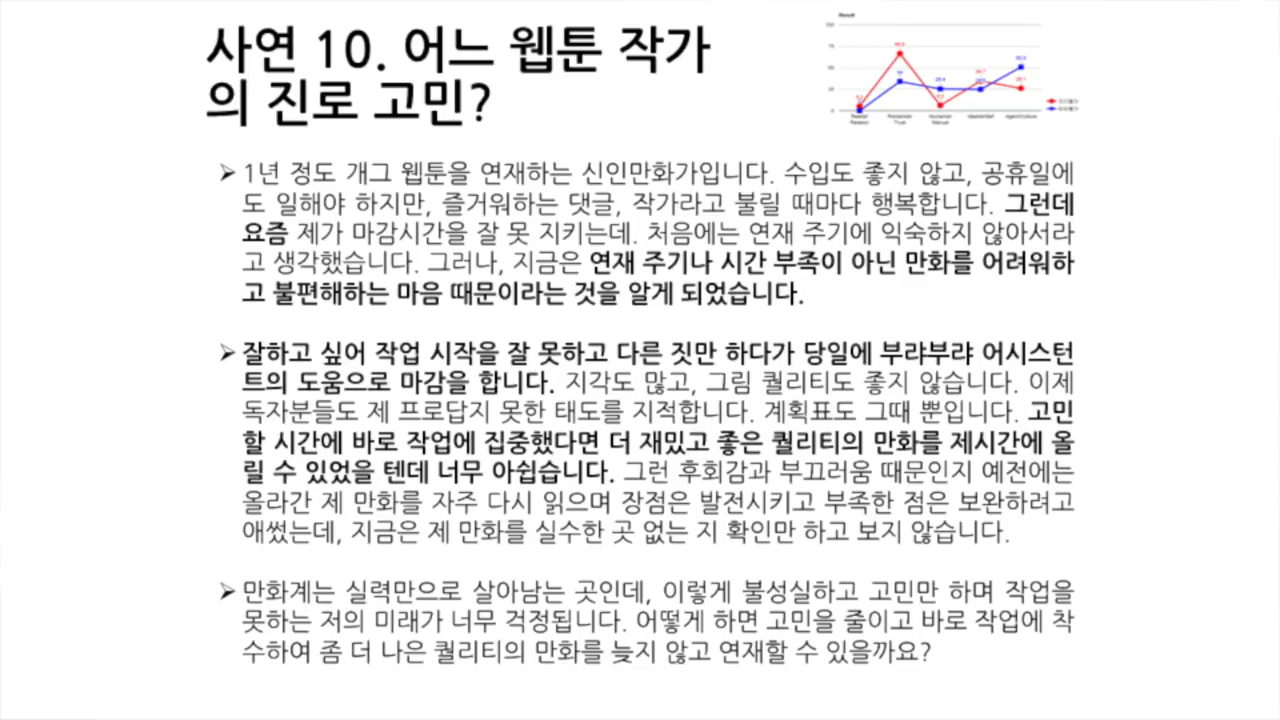 사연 10. 어느 웹툰 작가
의 진로 고민?
Result
➢ 1년 정도 개그 웹툰을 연재하는 신인만화가입니다. 수입도 좋지 않고, 공휴일에
도 일해야 하지만, 즐거워하는 댓글, 작가라고 불릴 때마다 행복합니다. 그런데
요즘 제가 마감시간을 잘 못 지키는데. 처음에는 연재 주기에 익숙하지 않아서라
고 생각했습니다. 그러나, 지금은 연재 주기나 시간 부족이 아닌 만화를 어려워하
고 불편해하는 마음 때문이라는 것을 알게 되었습니다.
➢ 잘하고 싶어 작업 시작을 잘 못하고 다른 짓만 하다가 당일에 부랴부랴 어시스턴
트의 도움으로 마감을 합니다. 지각도 많고, 그림 퀄리티도 좋지 않습니다. 이제
독자분들도 제 프로답지 못한 태도를 지적합니다. 계획표도 그때 뿐입니다. 고민
할 시간에 바로 작업에 집중했다면 더 재밌고 좋은 퀄리티의 만화를 제시간에 올
릴 수 있었을 텐데 너무 아쉽습니다. 그런 후회감과 부끄러움 때문인지 예전에는
올라간 제 만화를 자주 다시 읽으며 장점은 발전시키고 부족한 점은 보완하려고
애썼는데, 지금은 제 만화를 실수한 곳 없는 지 확인만 하고 보지 않습니다.
➢ 만화계는 실력만으로 살아남는 곳인데, 이렇게 불성실하고 고민만 하며 작업을
못하는 저의 미래가 너무 걱정됩니다. 어떻게 하면 고민을 줄이고 바로 작업에 착
수하여 좀 더 나은 퀄리티의 만화를 늦지 않고 연재할 수 있을까요?